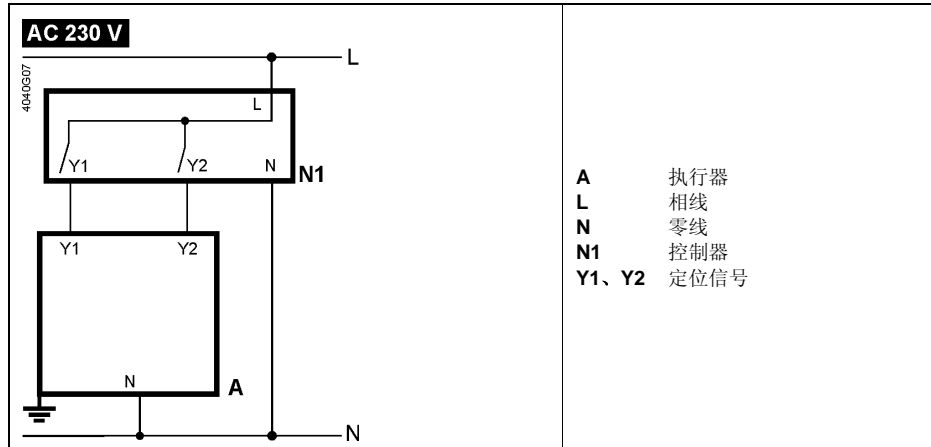 AC 230 V
L
4040G07
L
Y1 Y2 N
N1
Y1 Y2
N
A
N
A 执行器
L 相线
N 零线
N1 控制器
Y1、Y2 定位信号